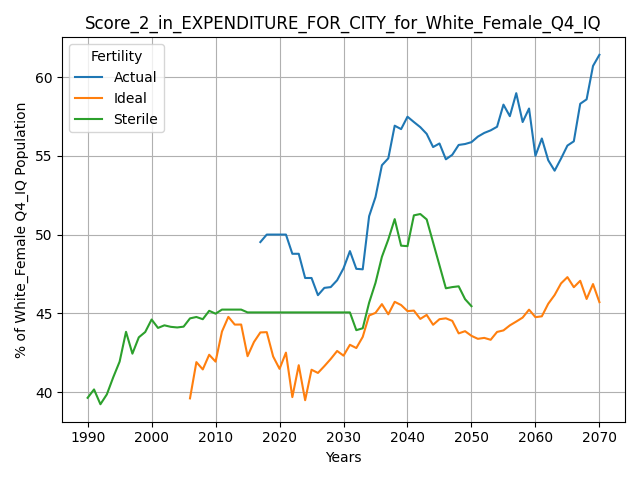 Score_2_in_EXPENDITURE_FOR_CITY_for_White_Female_Q4_IQ
Fertility
Actual
Ideal
Sterile
% of White_Female Q4_IQ Population
60
55
50
45
40
1990 2000 2010 2020 2030 2040 2050 2060 2070
Years